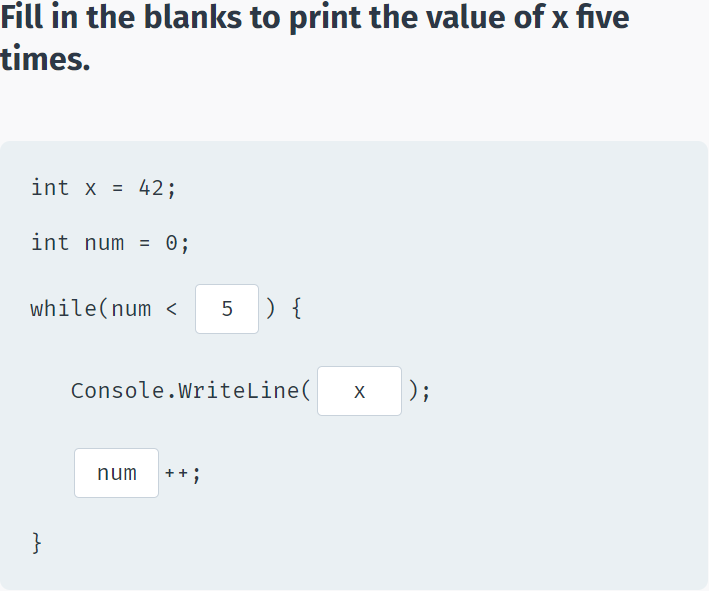 Fill in the blanks to print the value of x five
times.
int x = 42;
int num = 0;
while(num < 5 ) {
Console.WriteLine( x );
num ++;
}